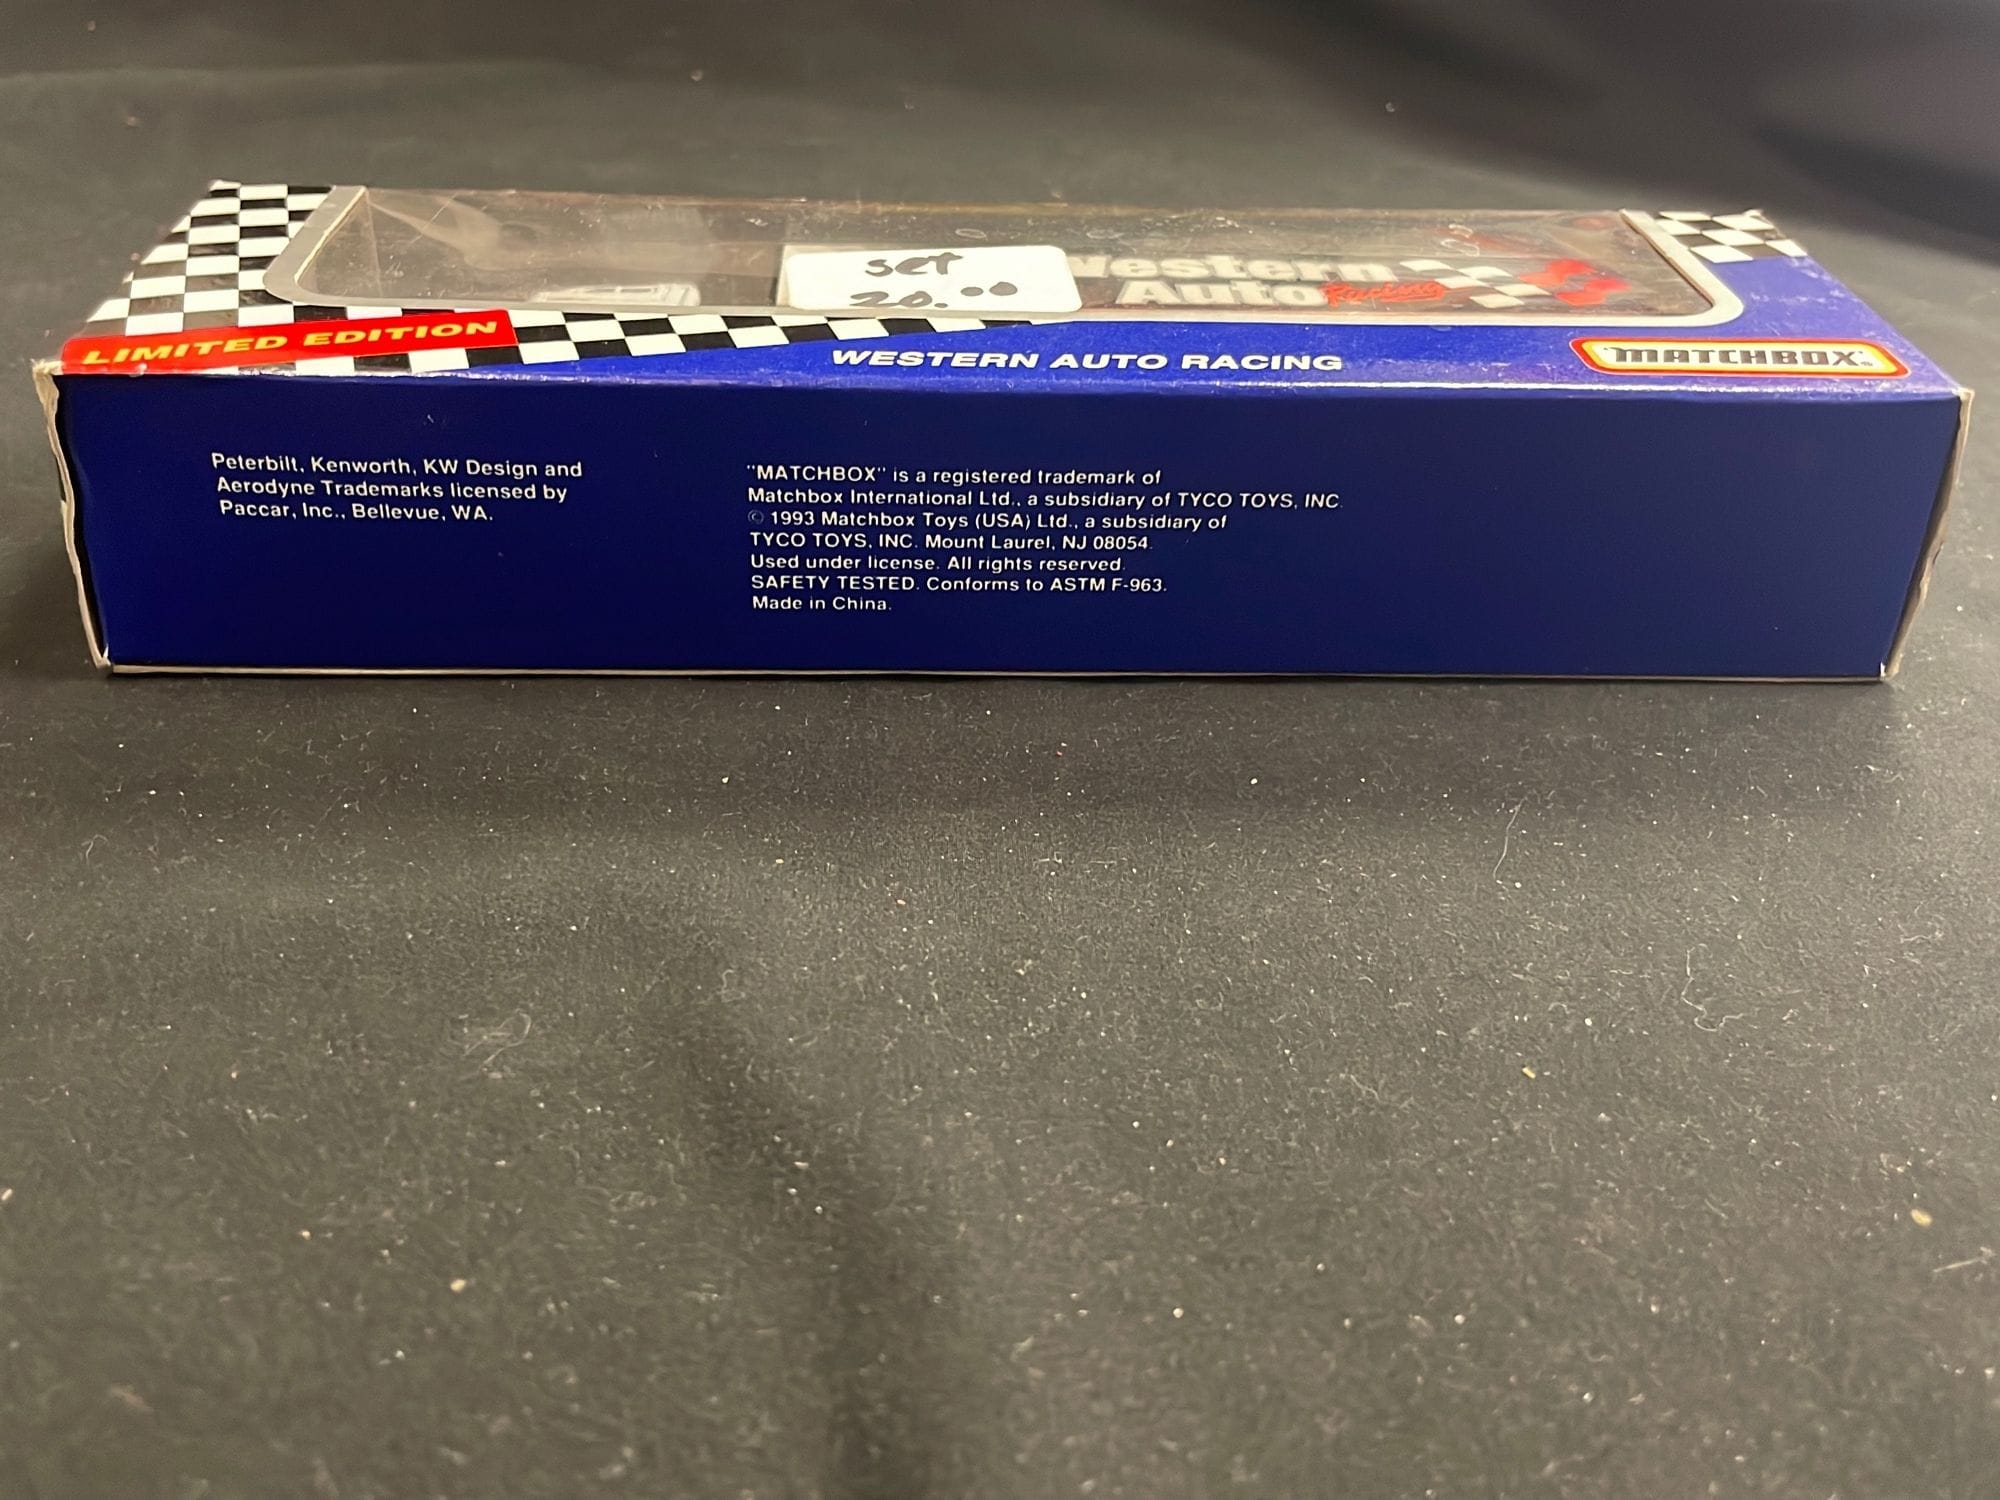 set
20.00
Western
Auto Racing
LIMITED EDITION
WESTERN AUTO RACING
MATCHBOX
Peterbilt, Kenworth, KW Design and
Aerodyne Trademarks licensed by
Paccar, Inc., Bellevue, WA.
"MATCHBOX" is a registered trademark of
Matchbox International Ltd., a subsidiary of TYCO TOYS, INC.
© 1993 Matchbox Toys (USA) Ltd., a subsidiary of
TYCO TOYS, INC. Mount Laurel, NJ 08054.
Used under license. All rights reserved.
SAFETY TESTED. Conforms to ASTM F-963.
Made in China.